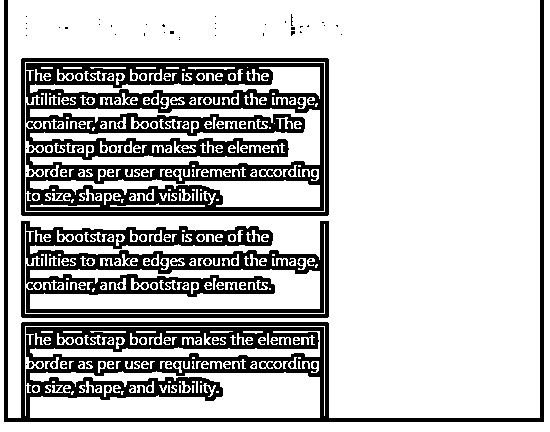 The bootstrap border is one of the
utilities to make edges around the image,
container, and bootstrap elements. The
bootstrap border makes the element
border as per user requirement according
to size, shape, and visibility.
The bootstrap border is one of the
utilities to make edges around the image,
container, and bootstrap elements.
The bootstrap border makes the element
border as per user requirement according
to size, shape, and visibility.